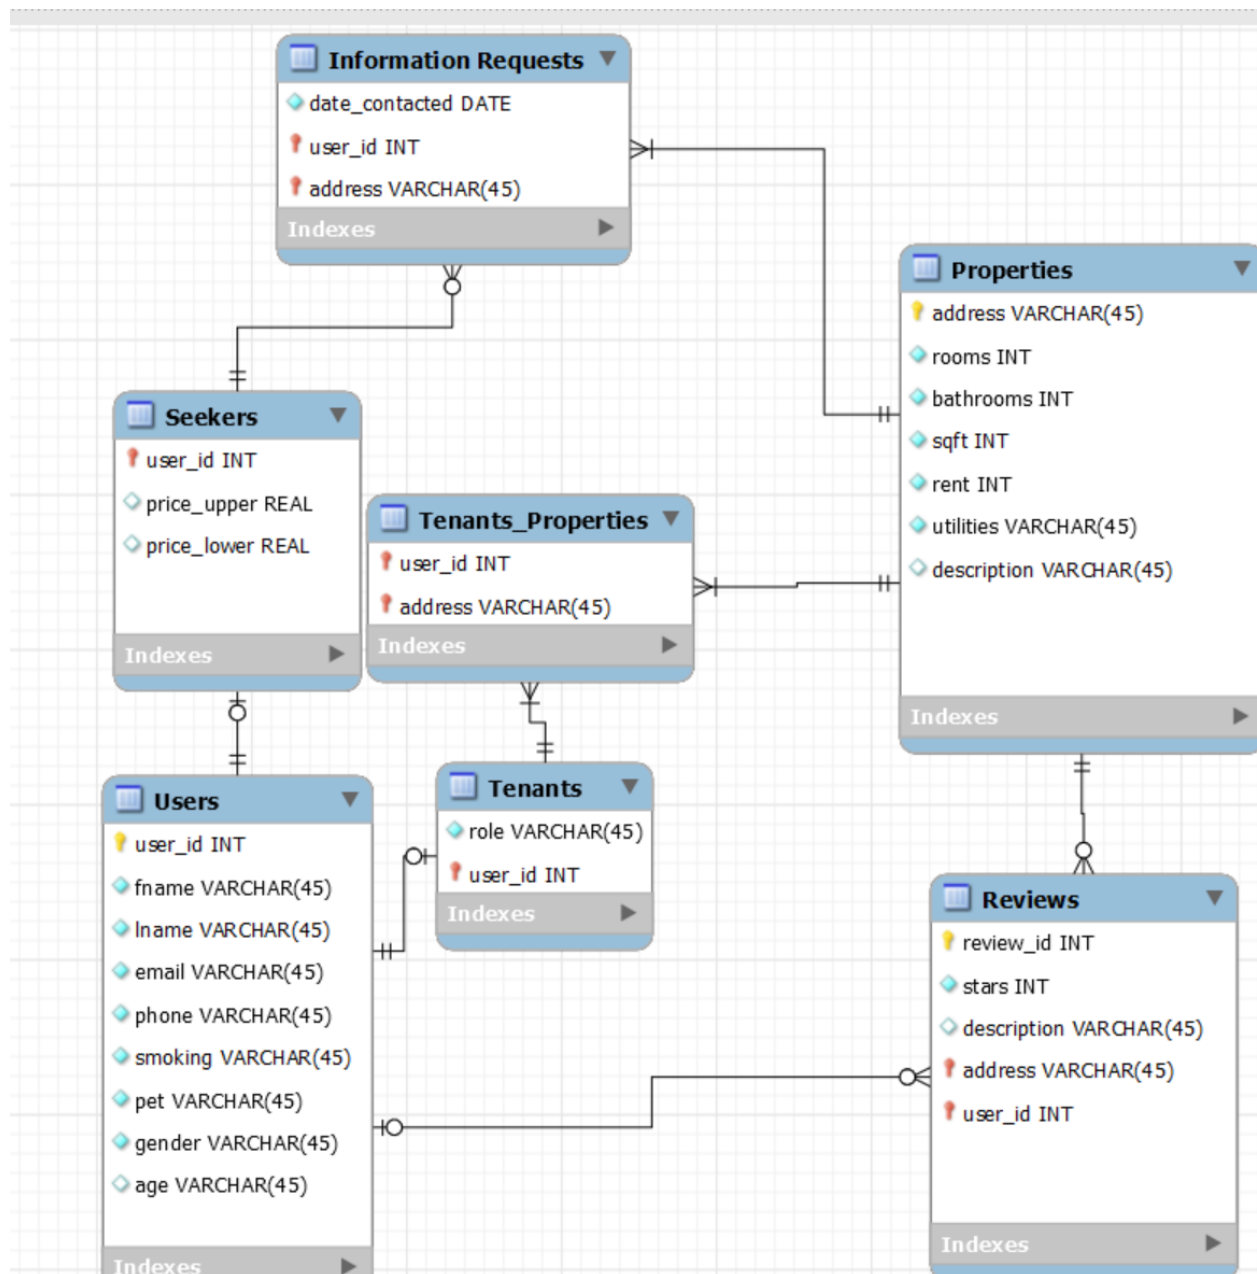 Information Requests
date_contacted DATE
user_id INT
address VARCHAR(45)
Indexes
Properties
address VARCHAR(45)
rooms INT
bathrooms INT
sqft INT
rent INT
utilities VARCHAR(45)
description VARCHAR(45)
Indexes
Seekers
user_id INT
price_upper REAL
price_lower REAL
Indexes
Tenants_Properties
user_id INT
address VARCHAR(45)
Indexes
Users
user_id INT
fname VARCHAR(45)
lname VARCHAR(45)
email VARCHAR(45)
phone VARCHAR(45)
smoking VARCHAR(45)
pet VARCHAR(45)
gender VARCHAR(45)
age VARCHAR(45)
Indexes
Tenants
role VARCHAR(45)
user_id INT
Indexes
Reviews
review_id INT
stars INT
description VARCHAR(45)
address VARCHAR(45)
user_id INT
Indexes